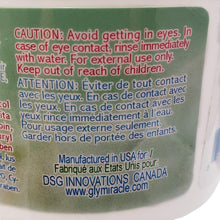 CAUTION: Avoid getting in eyes. In
case of eye contact, rinse immediately
with water. For external use only.
Keep out of reach of children.
ATTENTION: Éviter de tout contact
avec les yeux. En cas de contact
avec les yeux. En cas de contact
avec les yeux rincé immédiatement à l'eau.
Pour usage externe seulement.
garder hors de portée des enfants.
Manufactured in USA for /
Fabriqué aux États Unis pour
DSG INNOVATIONS, CANADA
www.glymiracle.com